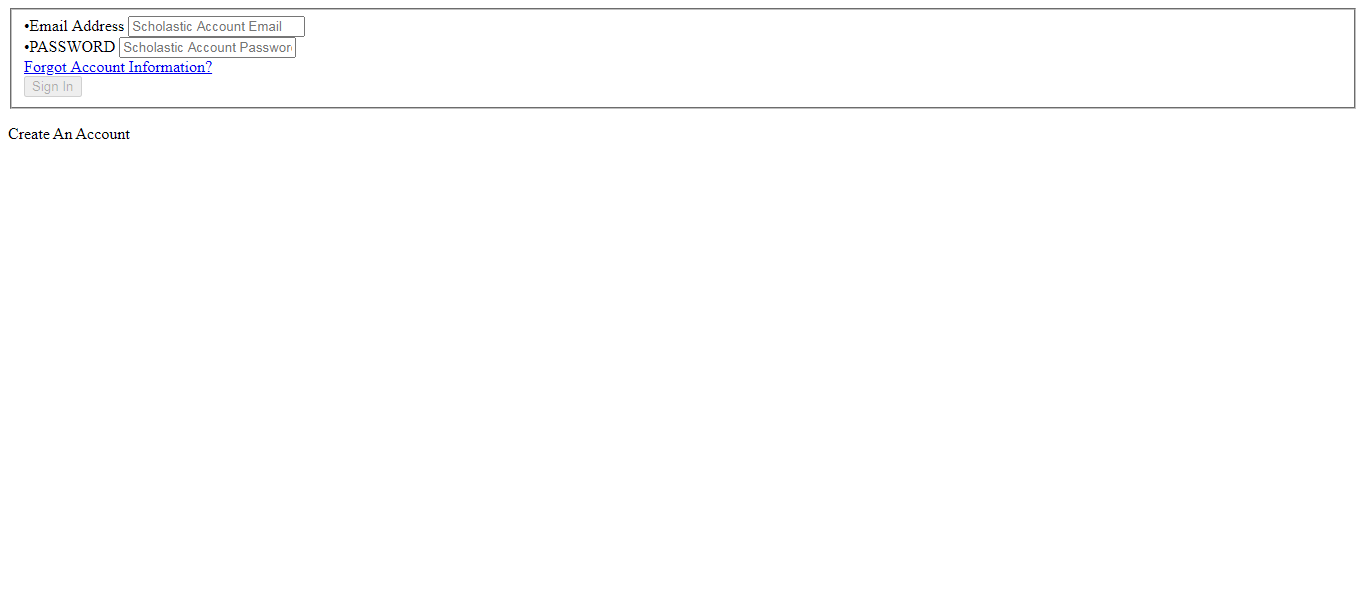 •Email Address Scholastic Account Email
•PASSWORD Scholastic Account Passwor
Forgot Account Information?
Sign In
Create An Account